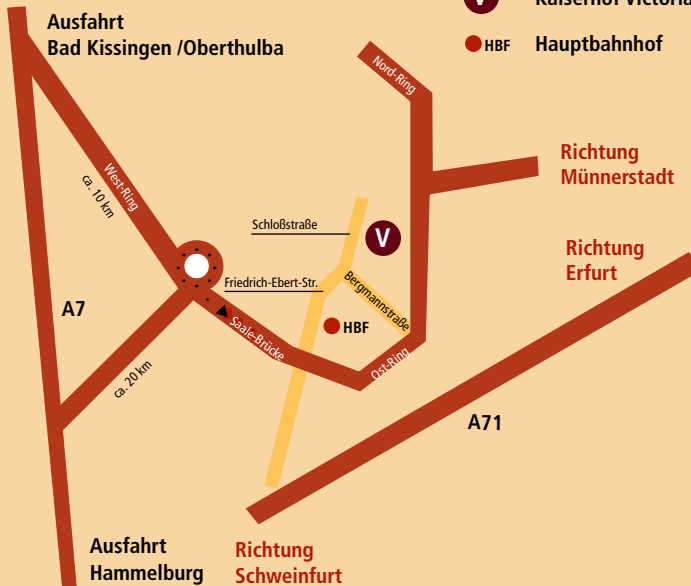 V Kaiserhof Victoria
HBF Hauptbahnhof
Ausfahrt
Bad Kissingen /Oberthulba
Nord-Ring
West-Ring
ca. 10 km
Richtung
Münnerstadt
Schloßstraße
V
Richtung
Erfurt
Friedrich-Ebert-Str.
Bergmannstraße
A7
Saale-Brücke
HBF
Ost-Ring
ca. 20 km
A71
Ausfahrt
Hammelburg
Richtung
Schweinfurt